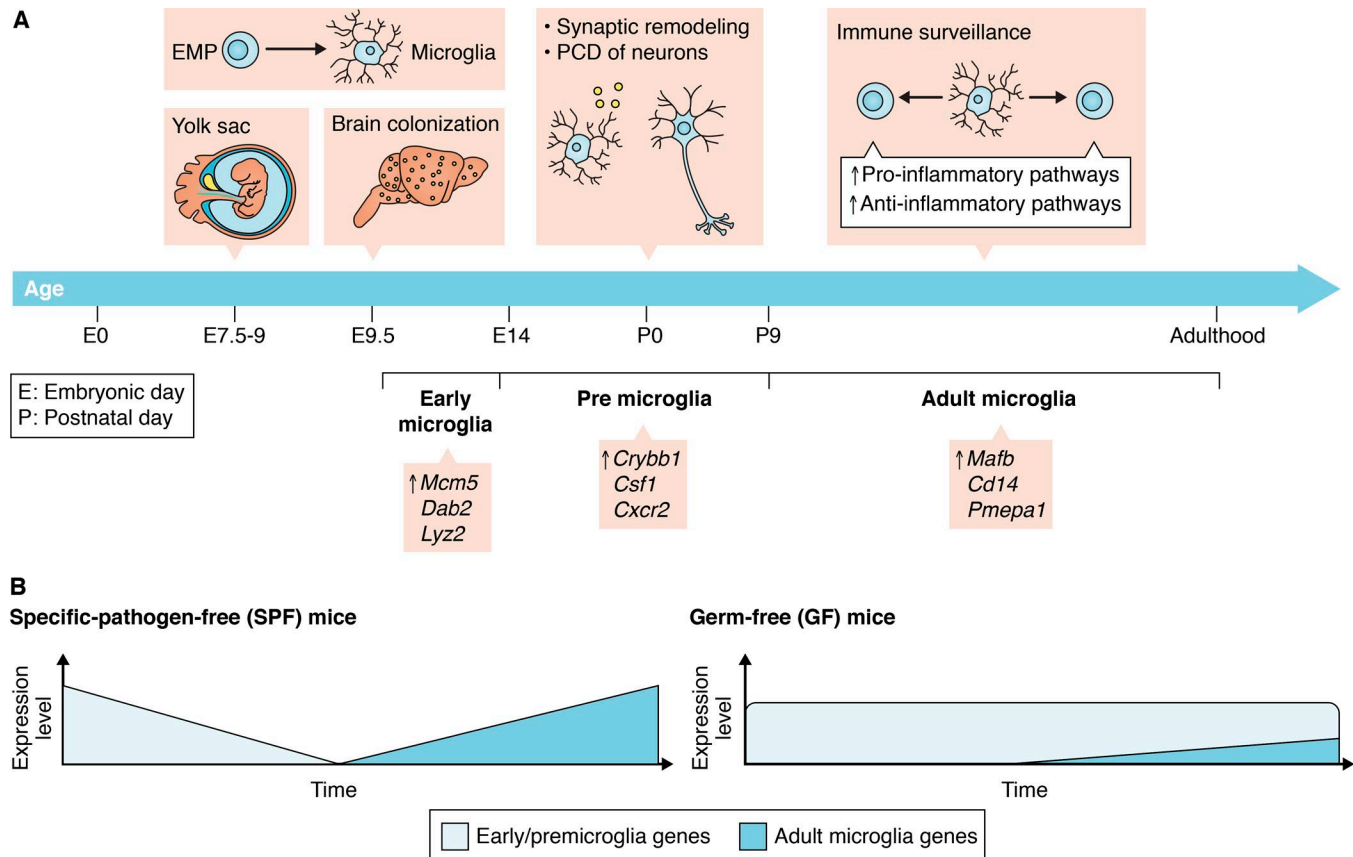 A
EMP
Microglia
Yolk sac
Brain colonization
• Synaptic remodeling
• PCD of neurons
Immune surveillance
↑Pro-inflammatory pathways
↑Anti-inflammatory pathways
Age
E0
E7.5-9
E9.5
E14
P0
P9
Adulthood
E: Embryonic day
P: Postnatal day
Early
microglia
Pre microglia
Adult microglia
↑Mcm5
Dab2
Lyz2
↑Crybb1
Csf1
Cxcr2
↑Mafb
Cd14
Pmepa1
B
Specific-pathogen-free (SPF) mice
Expression
level
Time
Germ-free (GF) mice
Expression
level
Time
Early/premicroglia genes
Adult microglia genes